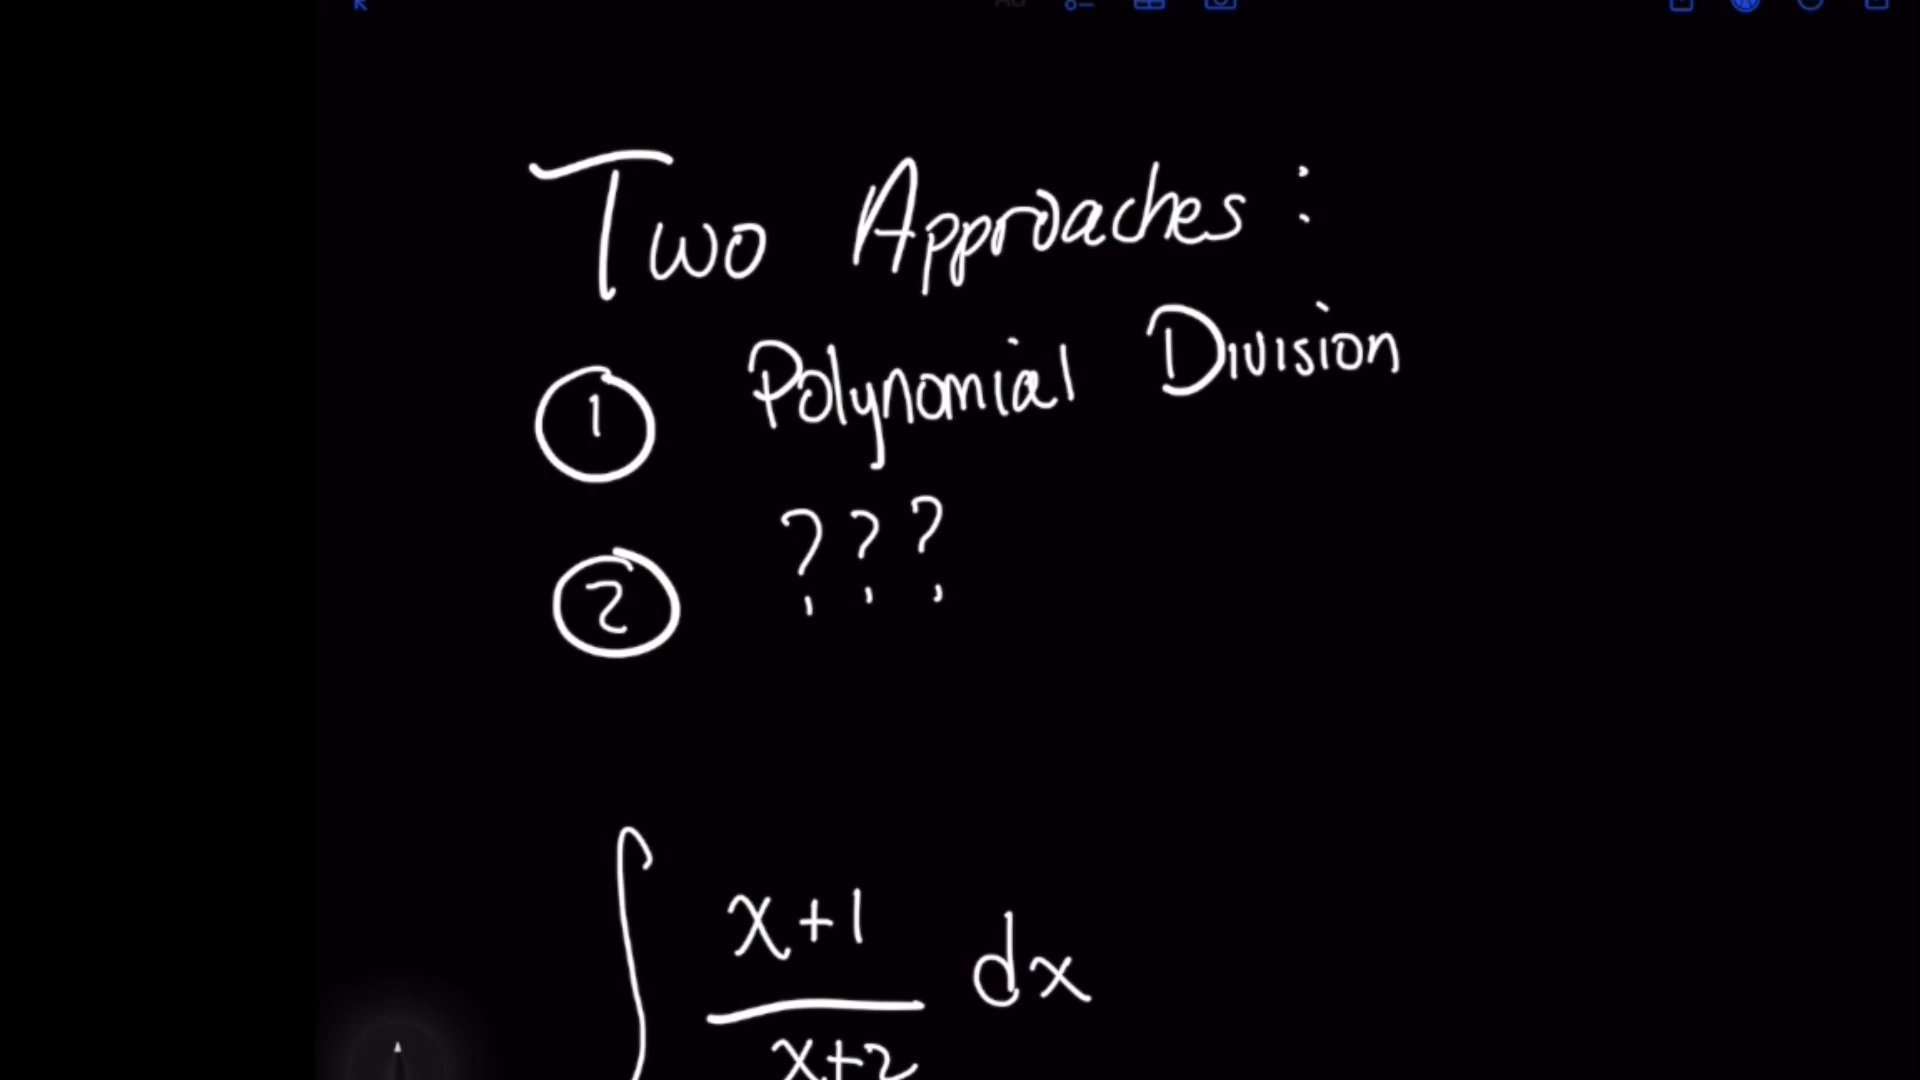 Two Approaches:
1 Polynomial Division
2 ???
∫ x+1 dx
x+2